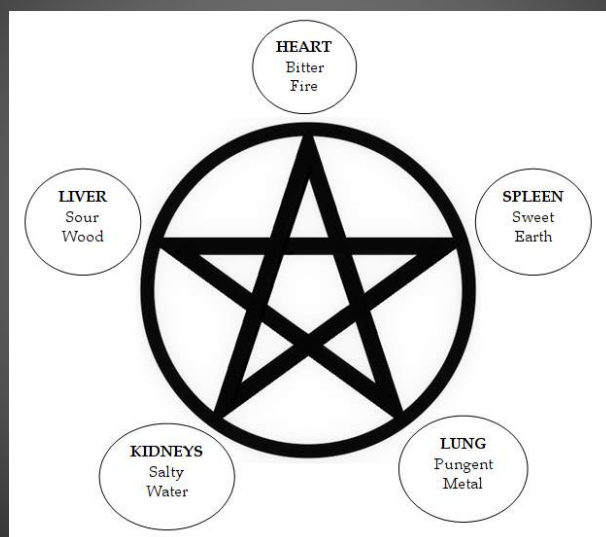 HEART
Bitter
Fire
LIVER
Sour
Wood
SPLEEN
Sweet
Earth
KIDNEYS
Salty
Water
LUNG
Pungent
Metal